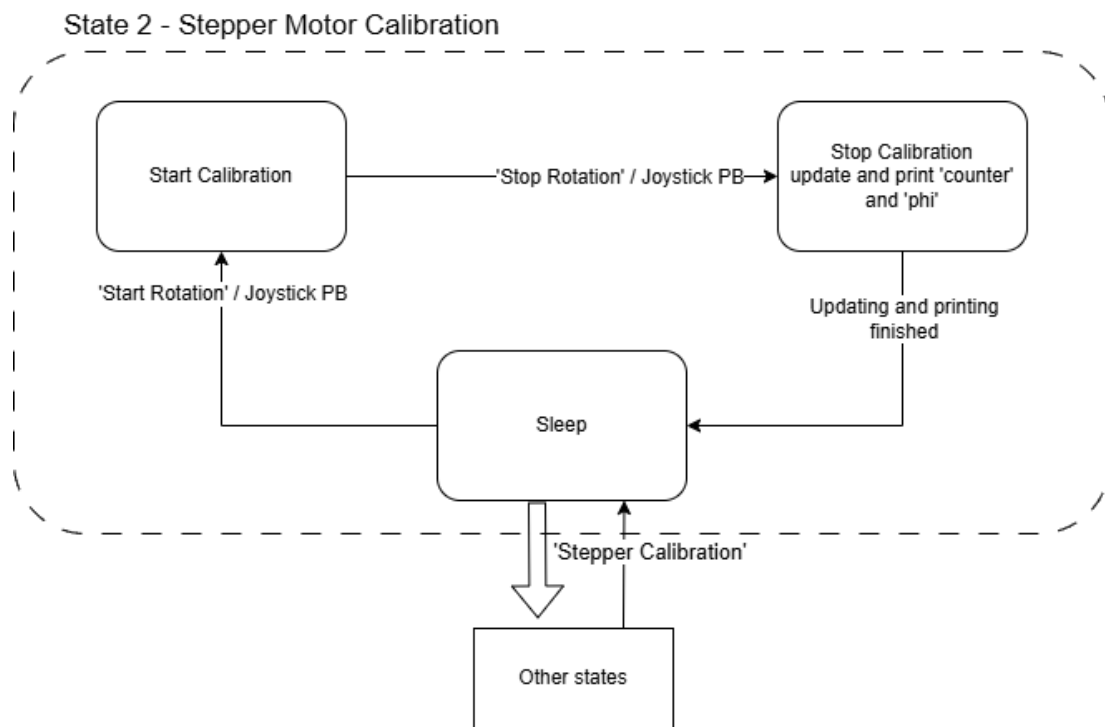 State 2 - Stepper Motor Calibration
Start Calibration
'Stop Rotation' / Joystick PB
Stop Calibration
update and print 'counter'
and 'phi'
'Start Rotation' / Joystick PB
Updating and printing
finished
Sleep
'Stepper Calibration'
Other states